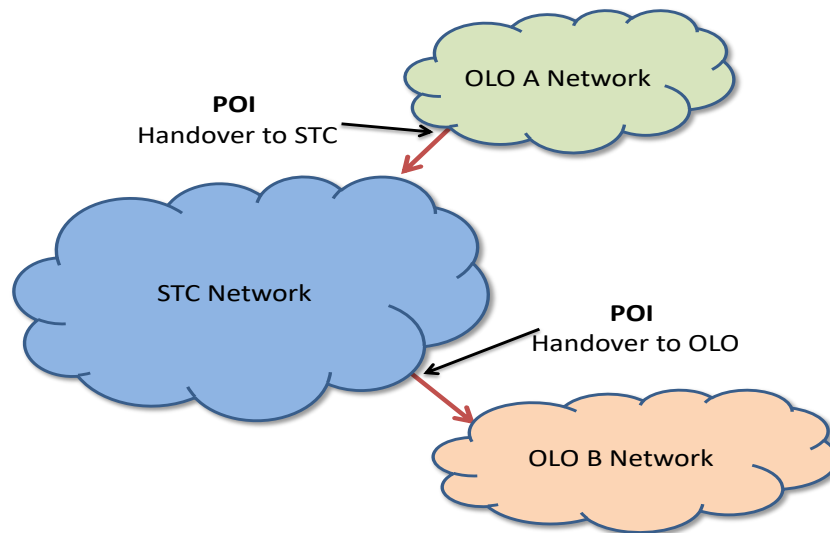 OLO A Network
POI
Handover to STC
STC Network
POI
Handover to OLO
OLO B Network